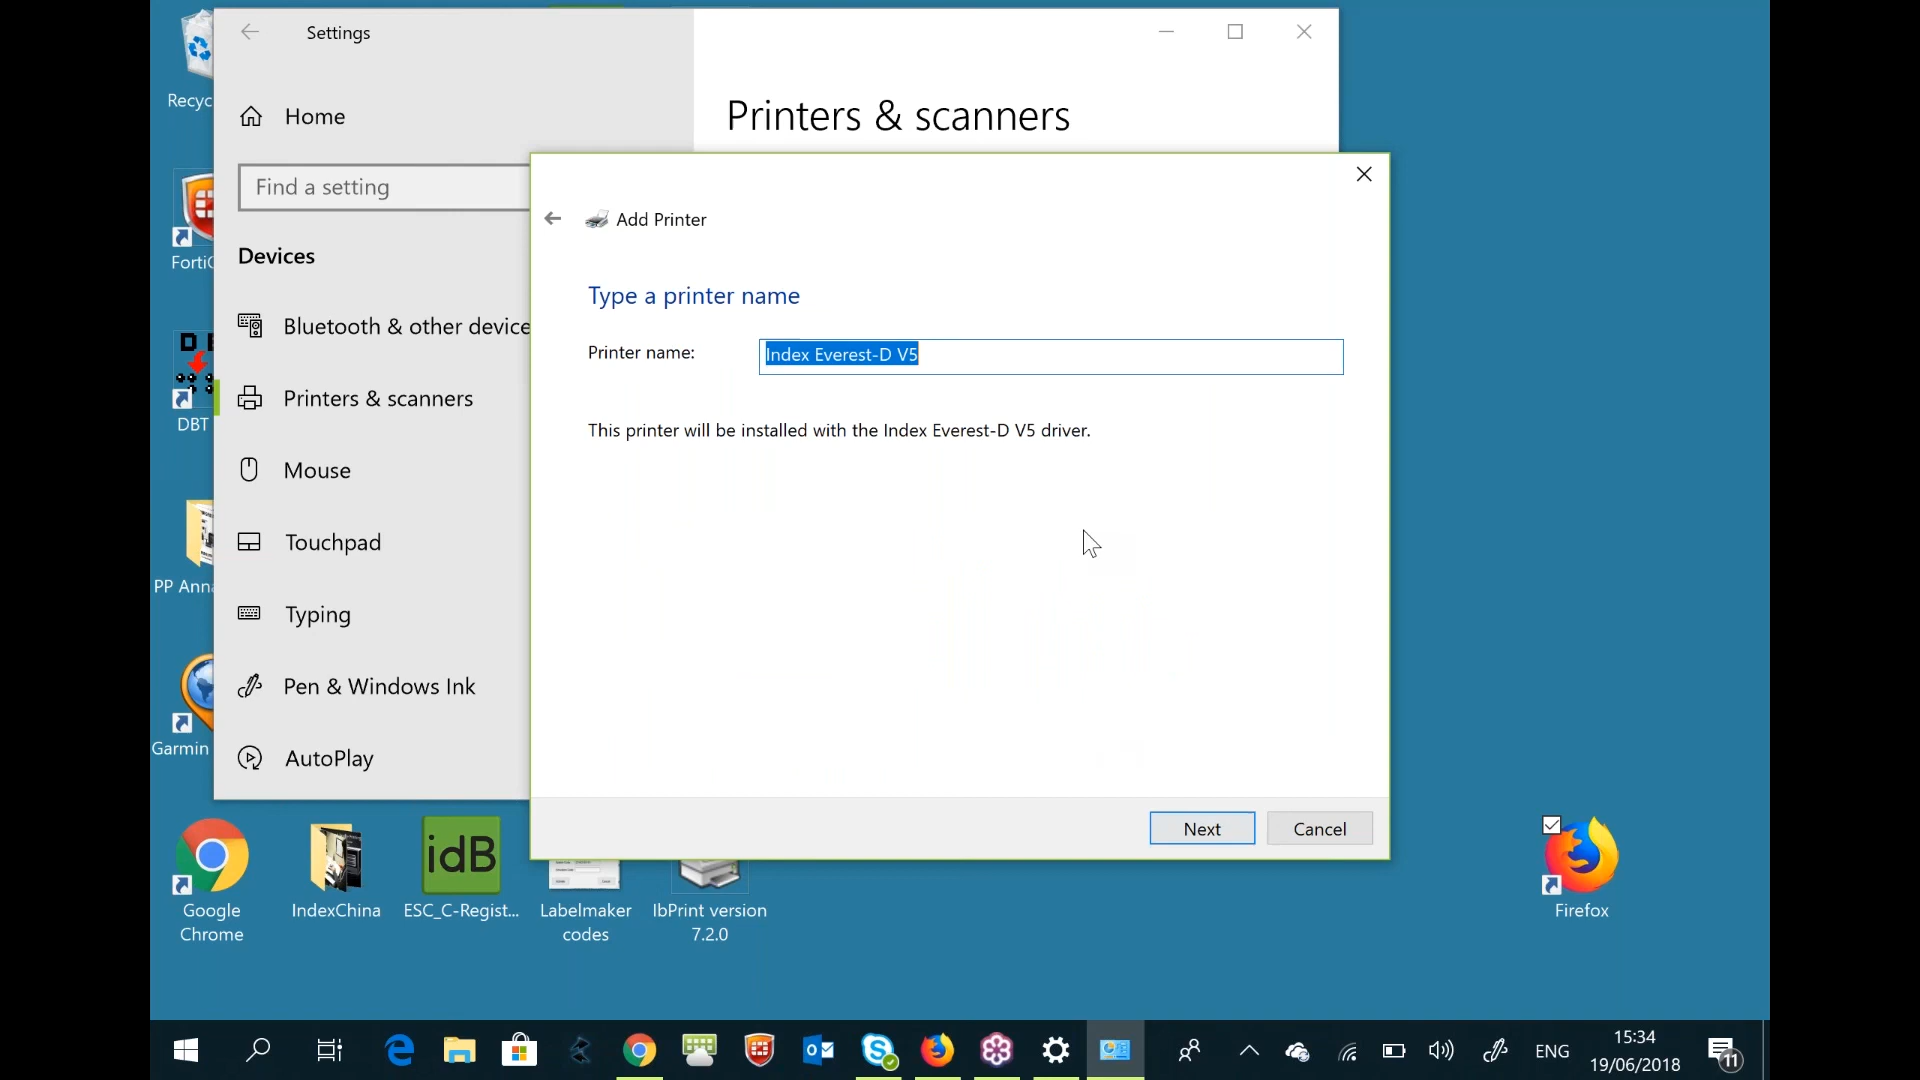 Settings
Home
Printers & scanners
Find a setting
Add Printer
Devices
Type a printer name
Bluetooth & other device
Printer name:
Index Everest-D V5
Printers & scanners
This printer will be installed with the Index Everest-D V5 driver.
Mouse
Touchpad
Typing
Pen & Windows Ink
AutoPlay
Next
Cancel
Recyc
FortiC
DBT
PP Anna
Garmin
idB
Google
Chrome
IndexChina
ESC_C-Regist...
Labelmaker
codes
IbPrint version
7.2.0
Firefox
ENG
15:34
19/06/2018
11